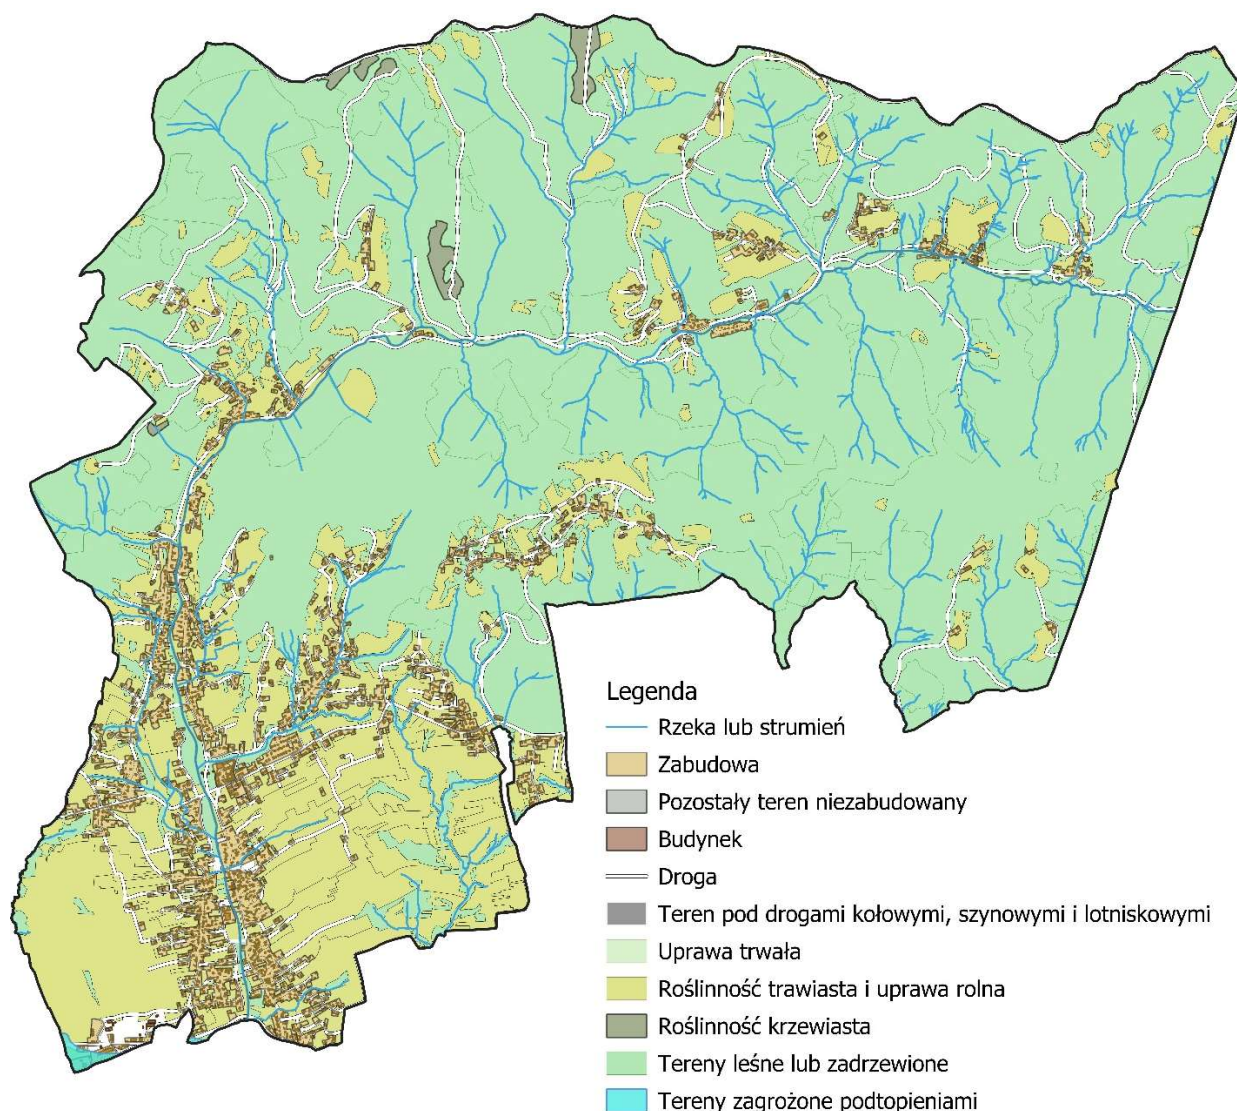 Legenda
Rzeka lub strumień
Zabudowa
Pozostały teren niezabudowany
Budynek
Droga
Teren pod drogami kołowymi, szynowymi i lotniskowymi
Uprawa trwała
Roślinność trawiasta i uprawa rolna
Roślinność krzewiasta
Tereny leśne lub zadrzewione
Tereny zagrożone podtopieniami